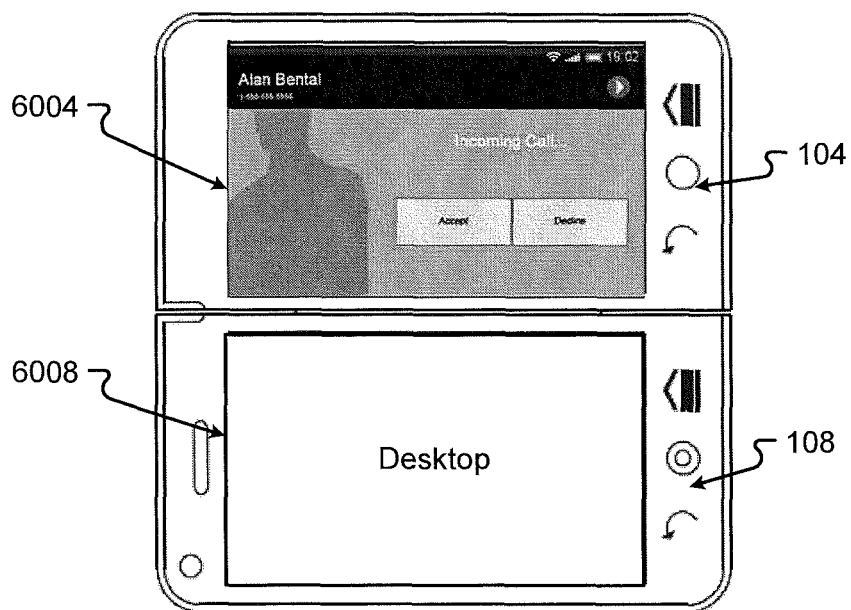 19:02
Alan Bental
6004
Incoming Call...
104
Accept
Decline
6008
108
Desktop